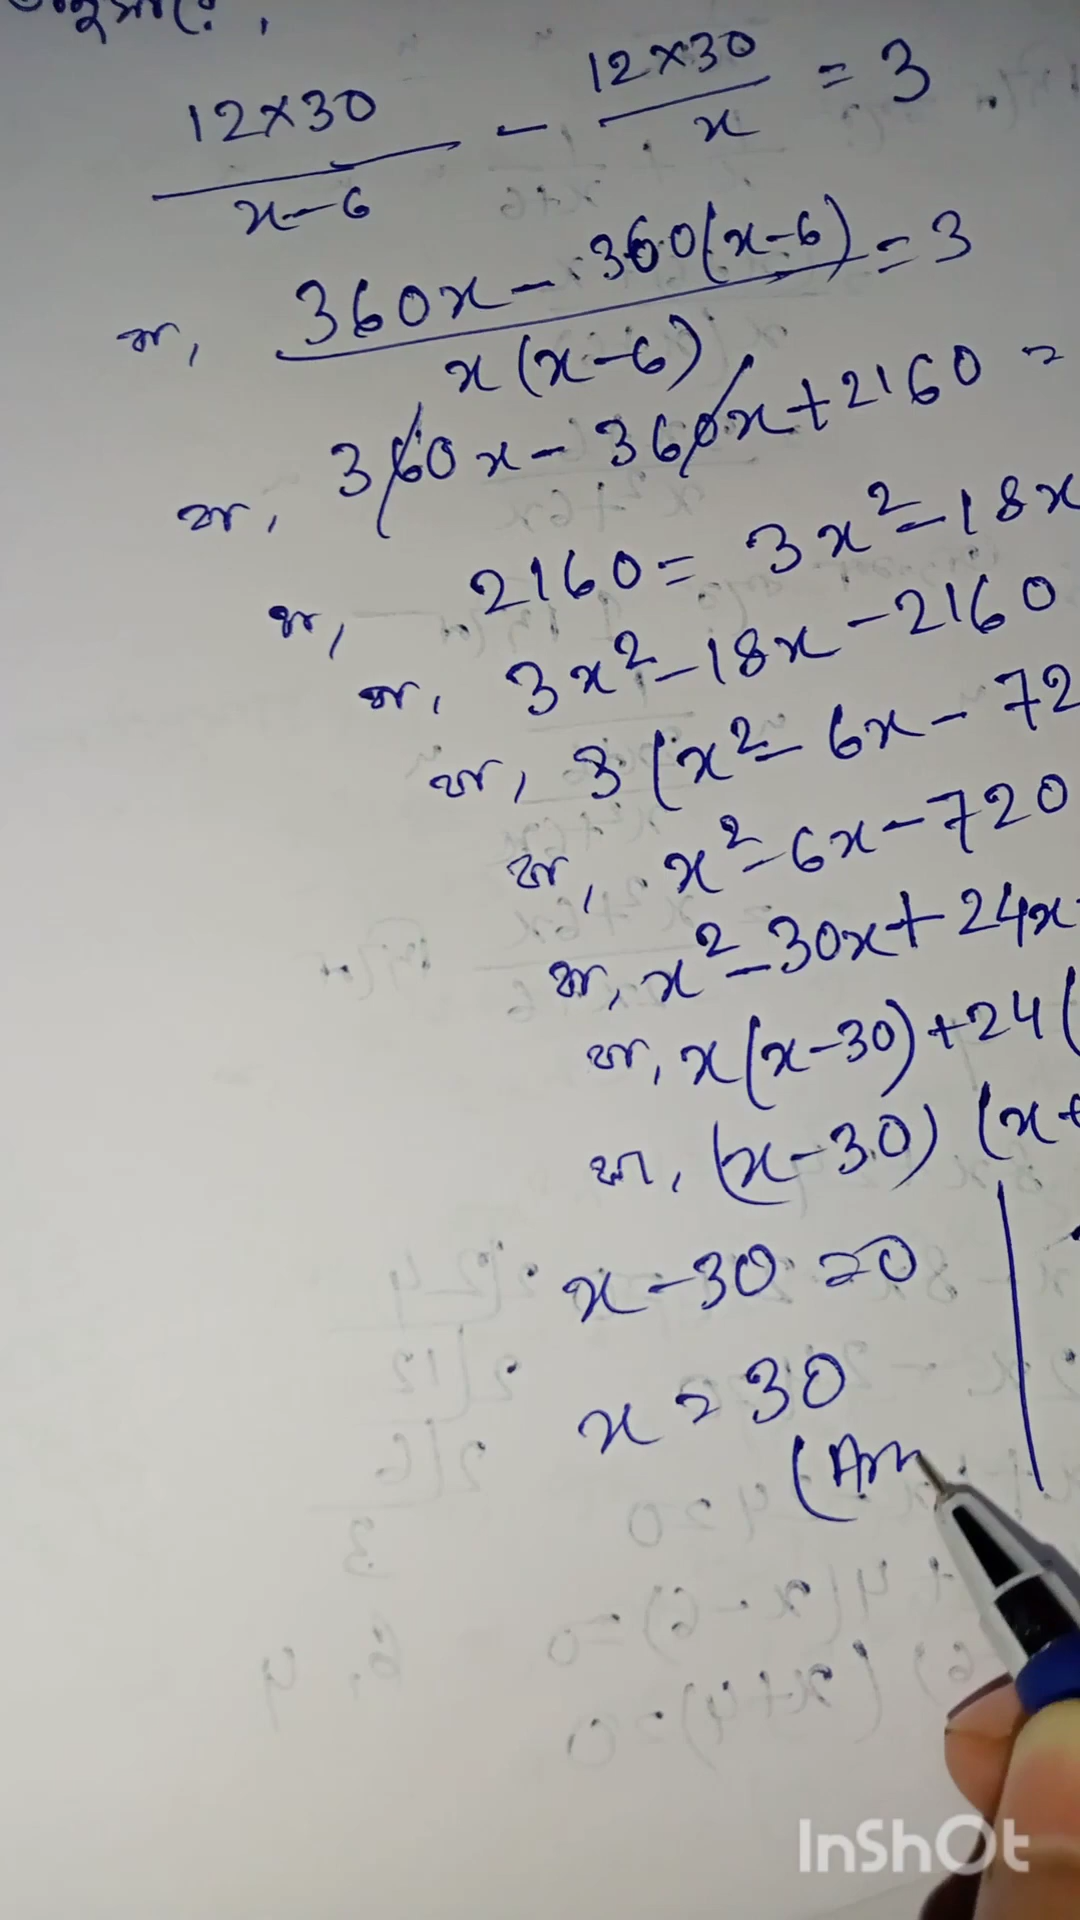 12×30/x-6 - 12×30/x = 3
বা, 360x - 360(x-6)/x(x-6) = 3
বা, 360x - 360x + 2160 =
বা, 2160 = 3x² - 18x
বা, 3x² - 18x - 2160
বা, 3(x² - 6x - 72
বা, x² - 6x - 720
বা, x² - 30x + 24x
বা, x(x-30) + 24(
বা, (x-30) (x+
x - 30 = 0
x = 30
(Ans
InShOt